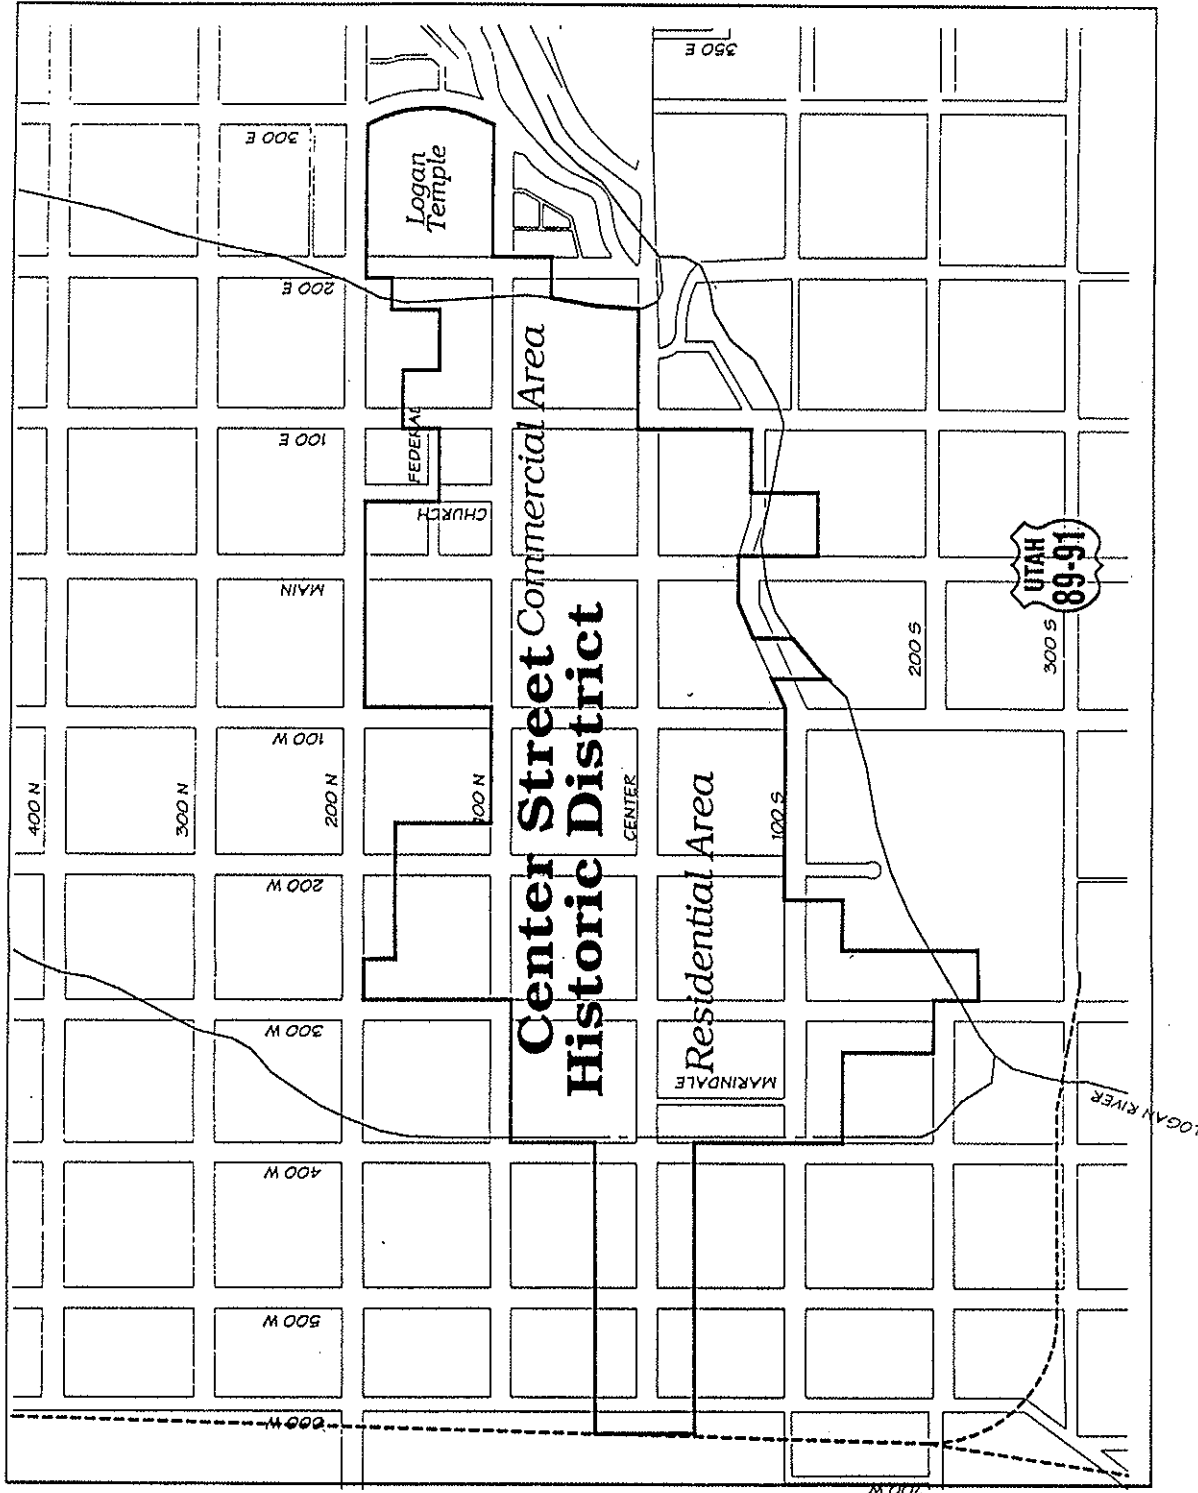 350 E
300 E
Logan
Temple
200 E
100 E
FEDERAL
CHURCH
MAIN
Center Street Commercial Area
Historic District
Residential Area
UTAH
89-91
100 W
200 W
300 W
400 W
500 W
600 W
400 N
300 N
200 N
100 N
CENTER
100 S
200 S
300 S
MARINDALE
LOGAN RIVER
700 W